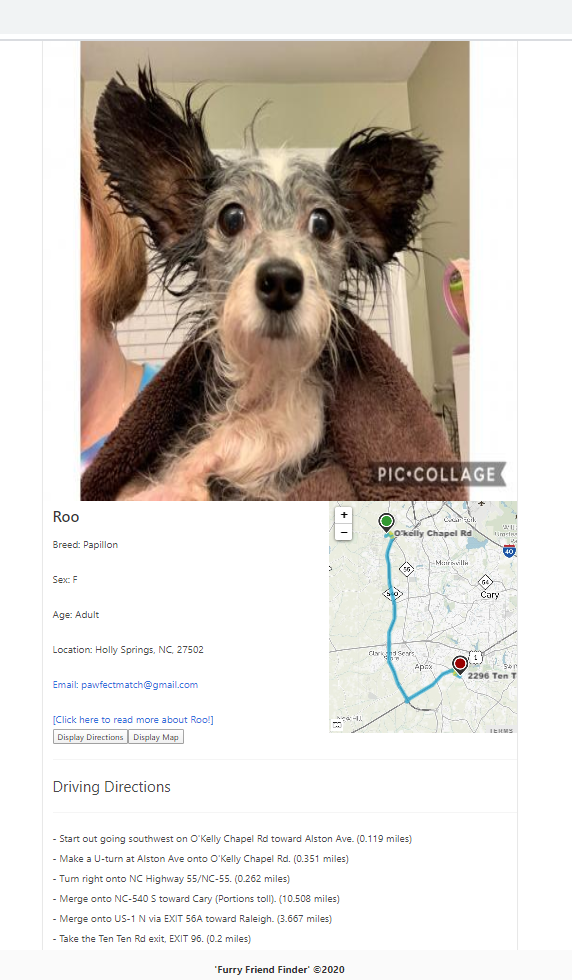 PIC•COLLAGE
Roo
Breed: Papillon
Sex: F
Age: Adult
Location: Holly Springs, NC, 27502
Email: pawfectmatch@gmail.com
[Click here to read more about Roo!]
Display Directions Display Map
+
−
O'kelly Chapel Rd
Cedar Fork
40
55
Morrisville
540
64
Cary
Apex
1
2296 Ten T
TERMS
Driving Directions
- Start out going southwest on O'Kelly Chapel Rd toward Alston Ave. (0.119 miles)
- Make a U-turn at Alston Ave onto O'Kelly Chapel Rd. (0.351 miles)
- Turn right onto NC Highway 55/NC-55. (0.262 miles)
- Merge onto NC-540 S toward Cary (Portions toll). (10.508 miles)
- Merge onto US-1 N via EXIT 56A toward Raleigh. (3.667 miles)
- Take the Ten Ten Rd exit, EXIT 96. (0.2 miles)
'Furry Friend Finder' ©2020